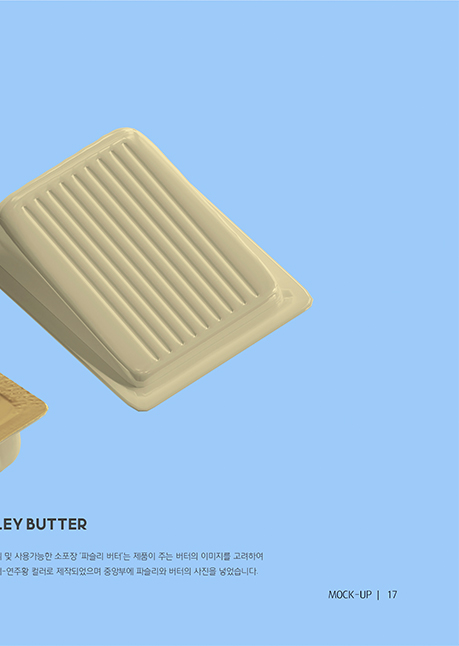 LEY BUTTER
및 사용가능한 소포장 '파슬리 버터'는 제품이 주는 버터의 이미지를 고려하여
-연주황 컬러로 제작되었으며 중앙부에 파슬리와 버터의 사진을 넣었습니다.
MOCK-UP | 17